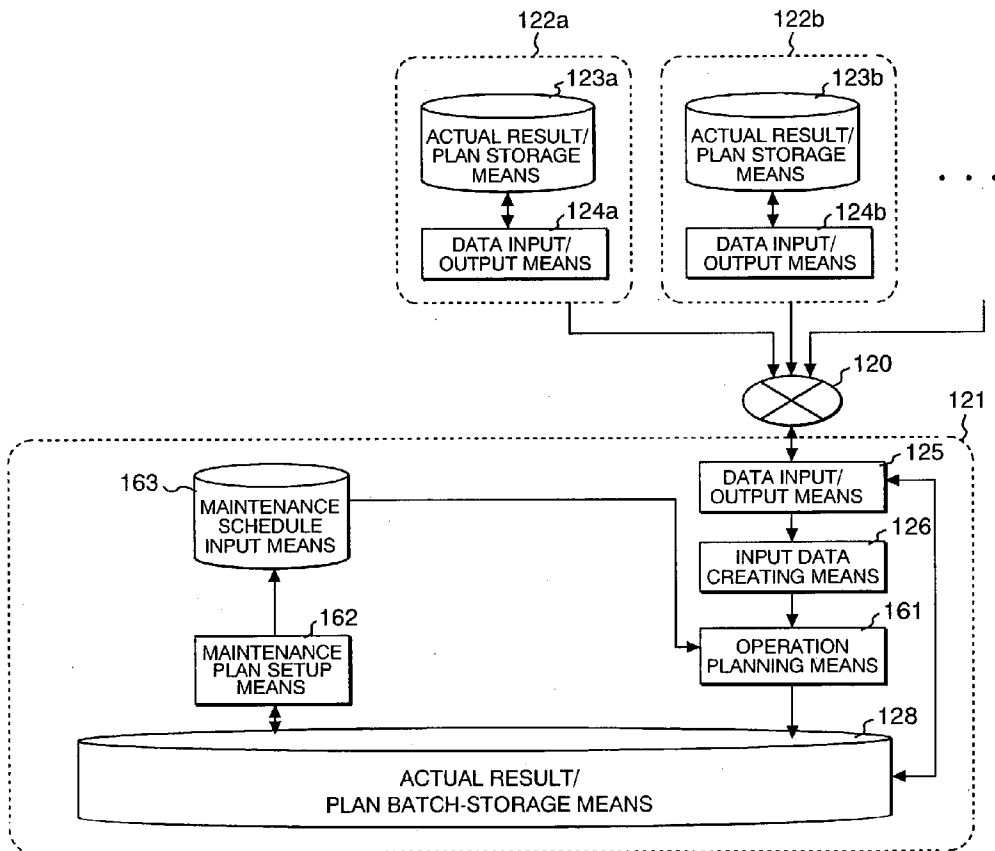 122a
122b
123a
ACTUAL RESULT/
PLAN STORAGE
MEANS
123b
ACTUAL RESULT/
PLAN STORAGE
MEANS
. . .
124a
DATA INPUT/
OUTPUT MEANS
124b
DATA INPUT/
OUTPUT MEANS
120
121
163
MAINTENANCE
SCHEDULE
INPUT MEANS
125
DATA INPUT/
OUTPUT MEANS
126
INPUT DATA
CREATING MEANS
162
MAINTENANCE
PLAN SETUP
MEANS
161
OPERATION
PLANNING MEANS
128
ACTUAL RESULT/
PLAN BATCH-STORAGE MEANS